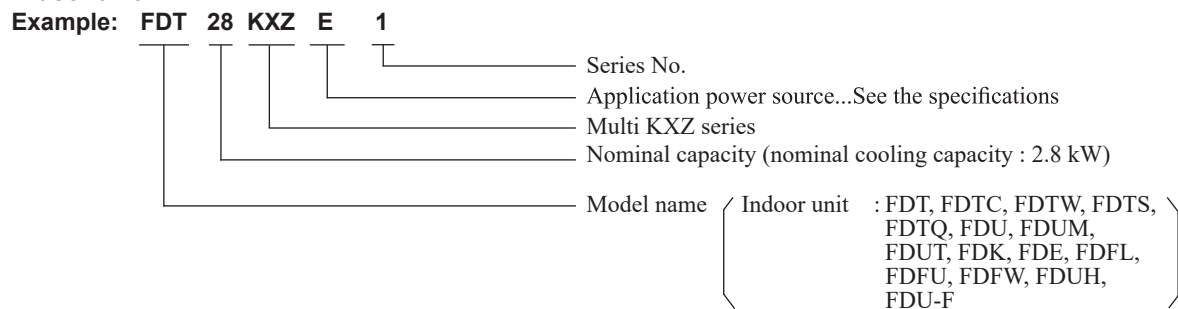 Example: FDT 28 KXZ E 1
Series No.
Application power source...See the specifications
Multi KXZ series
Nominal capacity (nominal cooling capacity : 2.8 kW)
Model name ( Indoor unit : FDT, FDTC, FDTW, FDTS,
FDTQ, FDU, FDUM,
FDUT, FDK, FDE, FDFL,
FDFU, FDFW, FDUH,
FDU-F )